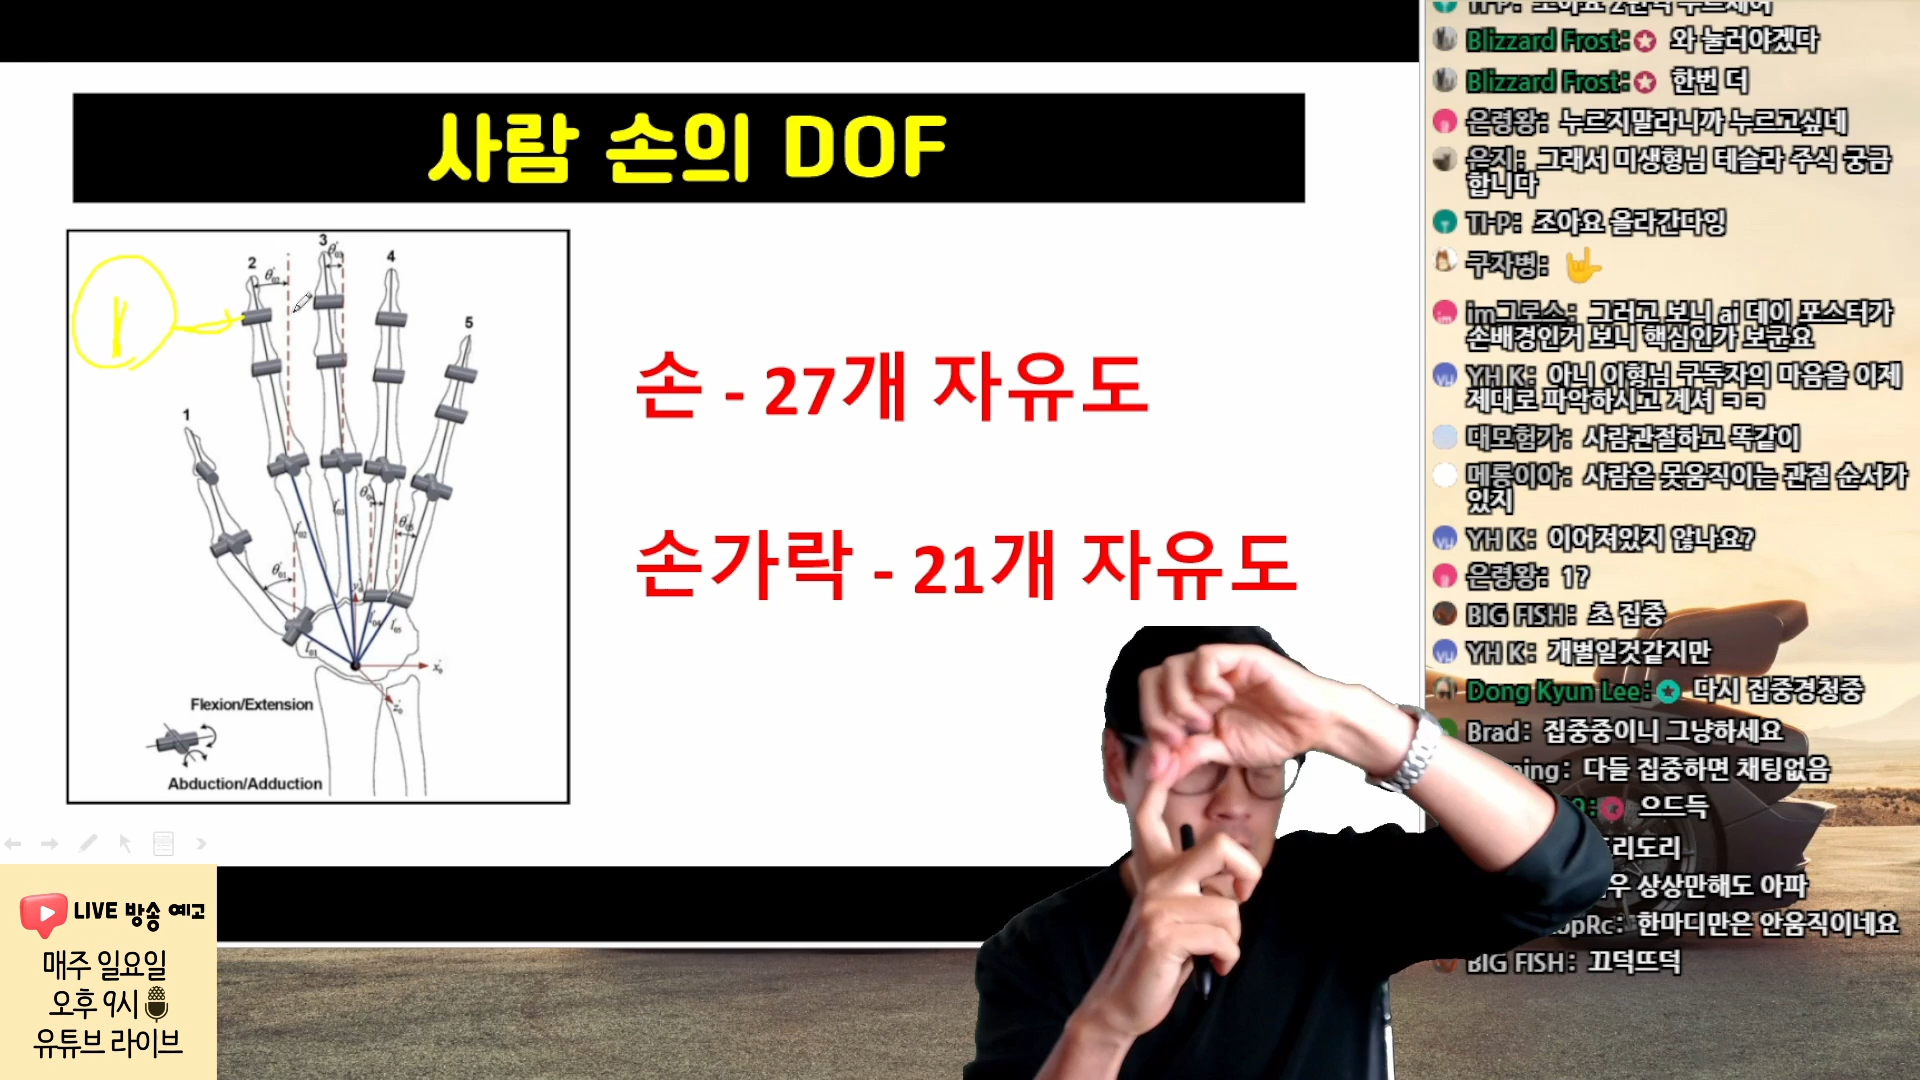 사람 손의 DOF
손 - 27개 자유도
손가락 - 21개 자유도
1
2
3
4
5
Flexion/Extension
Abduction/Adduction
LIVE 방송 예고
매주 일요일
오후 9시
유튜브 라이브
Blizzard Frost: 와 눌러야겠다
Blizzard Frost: 한번 더
은령왕: 누르지말라니까 누르고싶네
은지: 그래서 미생형님 테슬라 주식 궁금
합니다
TI-P: 조아요 올라간다잉
구자병:
im그로스: 그러고 보니 ai 데이 포스터가
손배경인거 보니 핵심인가 보군요
YH K: 아니 이형님 구독자의 마음을 이제
제대로 파악하시고 계셔 ㅋㅋ
대모험가: 사람관절하고 똑같이
메롱이아: 사람은 못움직이는 관절 순서가
있지
YH K: 이어져있지 않나요?
은령왕: 1?
BIG FISH: 초 집중
YH K: 개별일것같지만
Dong Kyun Lee: 다시 집중경청중
Brad: 집중중이니 그냥하세요
다들 집중하면 채팅없음
으드득
상상만해도 아파
한마디만은 안움직이네요
BIG FISH: 끄덕뜨덕